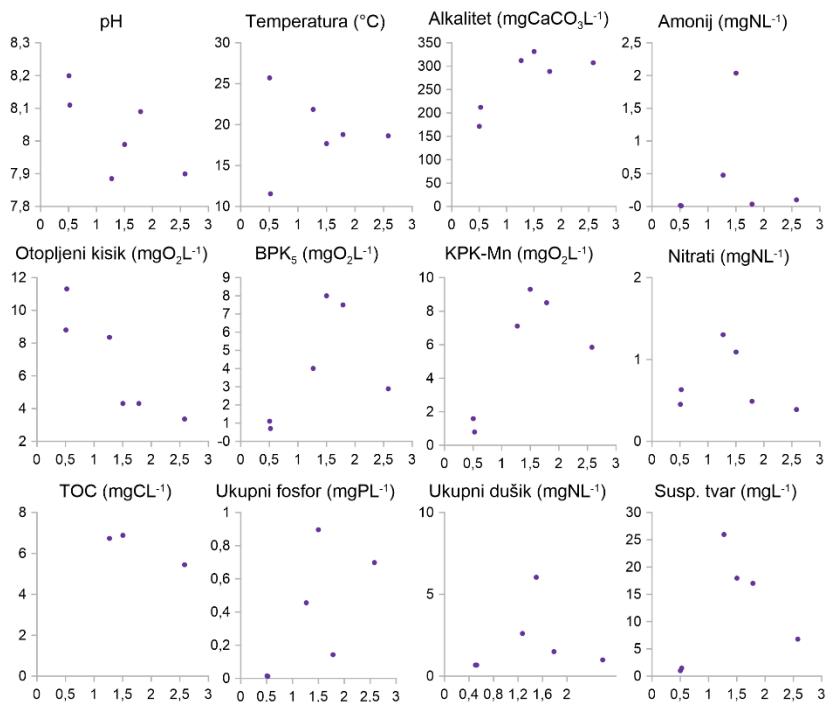 pH
8,3
8,2
8,1
8
7,9
7,8
0 0,5 1 1,5 2 2,5 3
Temperatura (°C)
30
25
20
15
10
0 0,5 1 1,5 2 2,5 3
Alkalitet (mgCaCO₃L⁻¹)
350
300
250
200
150
100
50
0
0 0,5 1 1,5 2 2,5 3
Amonij (mgNL⁻¹)
2,5
2
1,5
1
0,5
-0
0 0,5 1 1,5 2 2,5 3
Otopljeni kisik (mgO₂L⁻¹)
12
10
8
6
4
2
0 0,5 1 1,5 2 2,5 3
BPK₅ (mgO₂L⁻¹)
9
8
7
6
5
4
3
2
1
-0
0 0,5 1 1,5 2 2,5 3
KPK-Mn (mgO₂L⁻¹)
10
8
6
4
2
0
0 0,5 1 1,5 2 2,5 3
Nitrati (mgNL⁻¹)
2
1
0
0 0,5 1 1,5 2 2,5 3
TOC (mgCL⁻¹)
8
6
4
2
0
0 0,5 1 1,5 2 2,5 3
Ukupni fosfor (mgPL⁻¹)
1
0,8
0,6
0,4
0,2
0
0 0,5 1 1,5 2 2,5 3
Ukupni dušik (mgNL⁻¹)
10
5
0
0 0,4 0,8 1,2 1,6 2
Susp. tvar (mgL⁻¹)
30
25
20
15
10
5
0
0 0,5 1 1,5 2 2,5 3